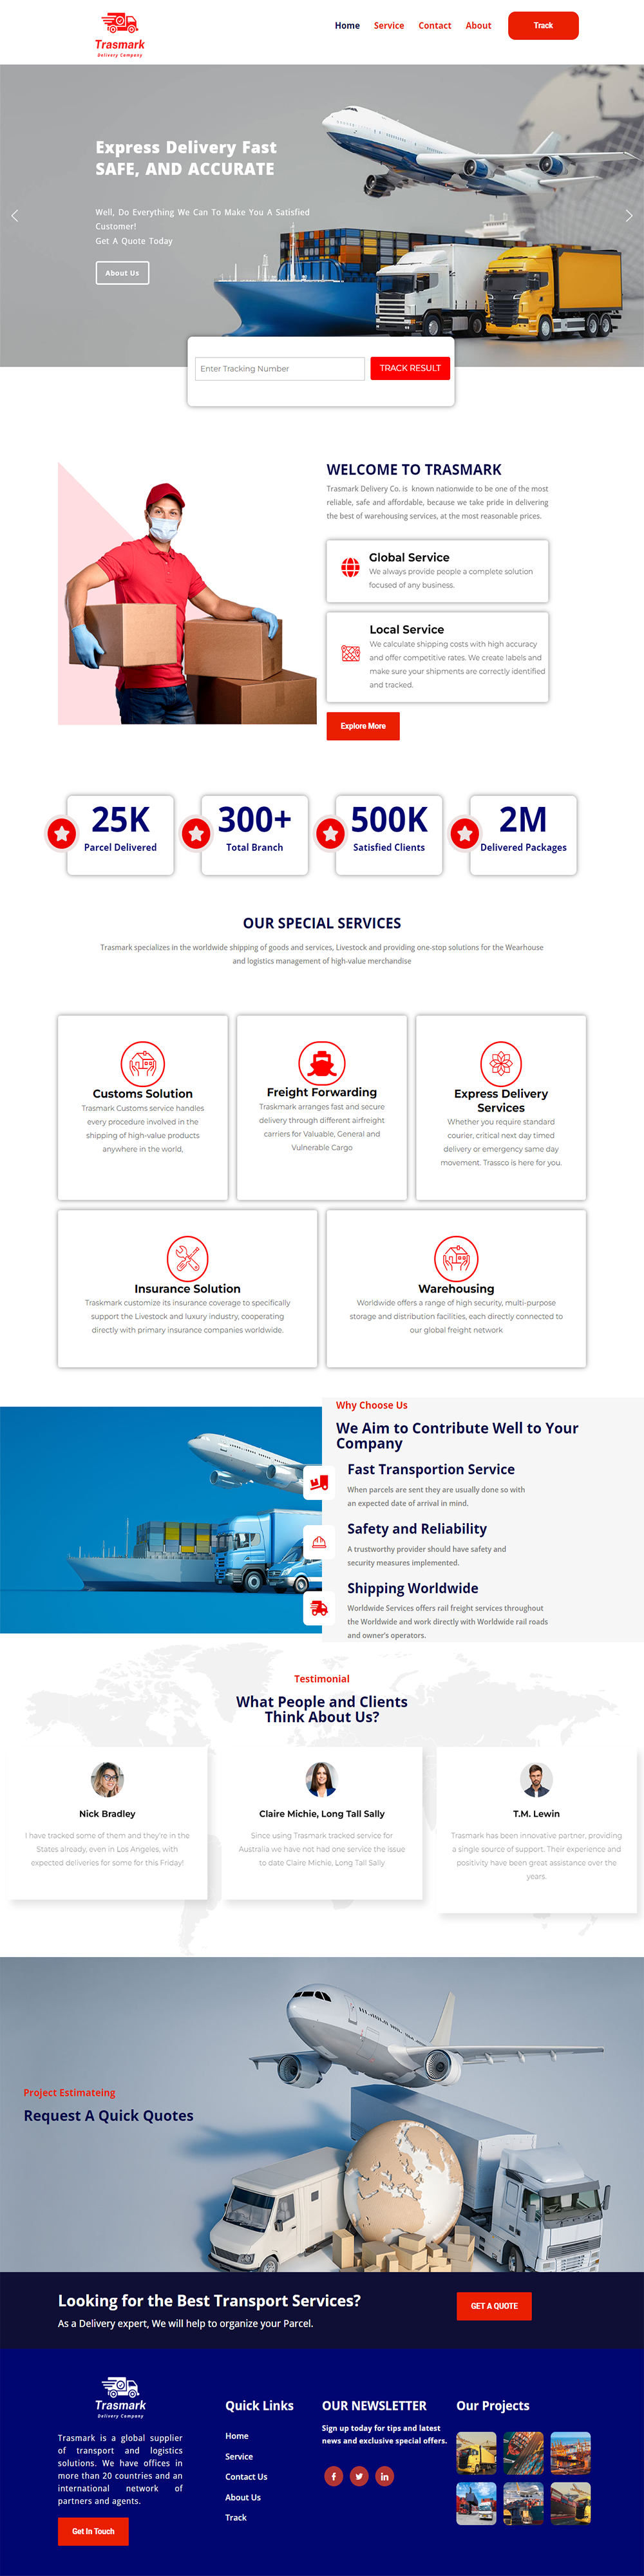 Trasmark
Delivery Company
Home
Service
Contact
About
Track
Express Delivery Fast
SAFE, AND ACCURATE
Well, Do Everything We Can To Make You A Satisfied
Customer!
Get A Quote Today
About Us
Enter Tracking Number
TRACK RESULT
WELCOME TO TRASMARK
Trasmark Delivery Co. is known nationwide to be one of the most
reliable, safe and affordable, because we take pride in delivering
the best of warehousing services, at the most reasonable prices.
Global Service
We always provide people a complete solution
focused of any business.
Local Service
We calculate shipping costs with high accuracy
and offer competitive rates. We create labels and
make sure your shipments are correctly identified
and tracked.
Explore More
25K
Parcel Delivered
300+
Total Branch
500K
Satisfied Clients
2M
Delivered Packages
OUR SPECIAL SERVICES
Trasmark specializes in the worldwide shipping of goods and services, Livestock and providing one-stop solutions for the Wearhouse
and logistics management of high-value merchandise
Customs Solution
Trasmark Customs service handles
every procedure involved in the
shipping of high-value products
anywhere in the world,
Freight Forwarding
Traskmark arranges fast and secure
delivery through different airfreight
carriers for Valuable, General and
Vulnerable Cargo
Express Delivery
Services
Whether you require standard
courier, critical next day timed
delivery or emergency same day
movement. Trassco is here for you.
Insurance Solution
Traskmark customize its insurance coverage to specifically
support the Livestock and luxury industry, cooperating
directly with primary insurance companies worldwide.
Warehousing
Worldwide offers a range of high security, multi-purpose
storage and distribution facilities, each directly connected to
our global freight network
Why Choose Us
We Aim to Contribute Well to Your
Company
Fast Transportion Service
When parcels are sent they are usually done so with
an expected date of arrival in mind.
Safety and Reliability
A trustworthy provider should have safety and
security measures implemented.
Shipping Worldwide
Worldwide Services offers rail freight services throughout
the Worldwide and work directly with Worldwide rail roads
and owner's operators.
Testimonial
What People and Clients
Think About Us?
Nick Bradley
I have tracked some of them and they're in the
States already, even in Los Angeles, with
expected deliveries for some for this Friday!
Claire Michie, Long Tall Sally
Since using Trasmark tracked service for
Australia we have not had one service the issue
to date Claire Michie, Long Tall Sally
T.M. Lewin
Trasmark has been innovative partner, providing
a single source of support. Their experience and
positivity have been great assistance over the
years.
Project Estimateing
Request A Quick Quotes
Looking for the Best Transport Services?
As a Delivery expert, We will help to organize your Parcel.
GET A QUOTE
Trasmark
Delivery Company
Trasmark is a global supplier
of transport and logistics
solutions. We have offices in
more than 20 countries and an
international network of
partners and agents.
Get In Touch
Quick Links
Home
Service
Contact Us
About Us
Track
OUR NEWSLETTER
Sign up today for tips and latest
news and exclusive special offers.
Our Projects